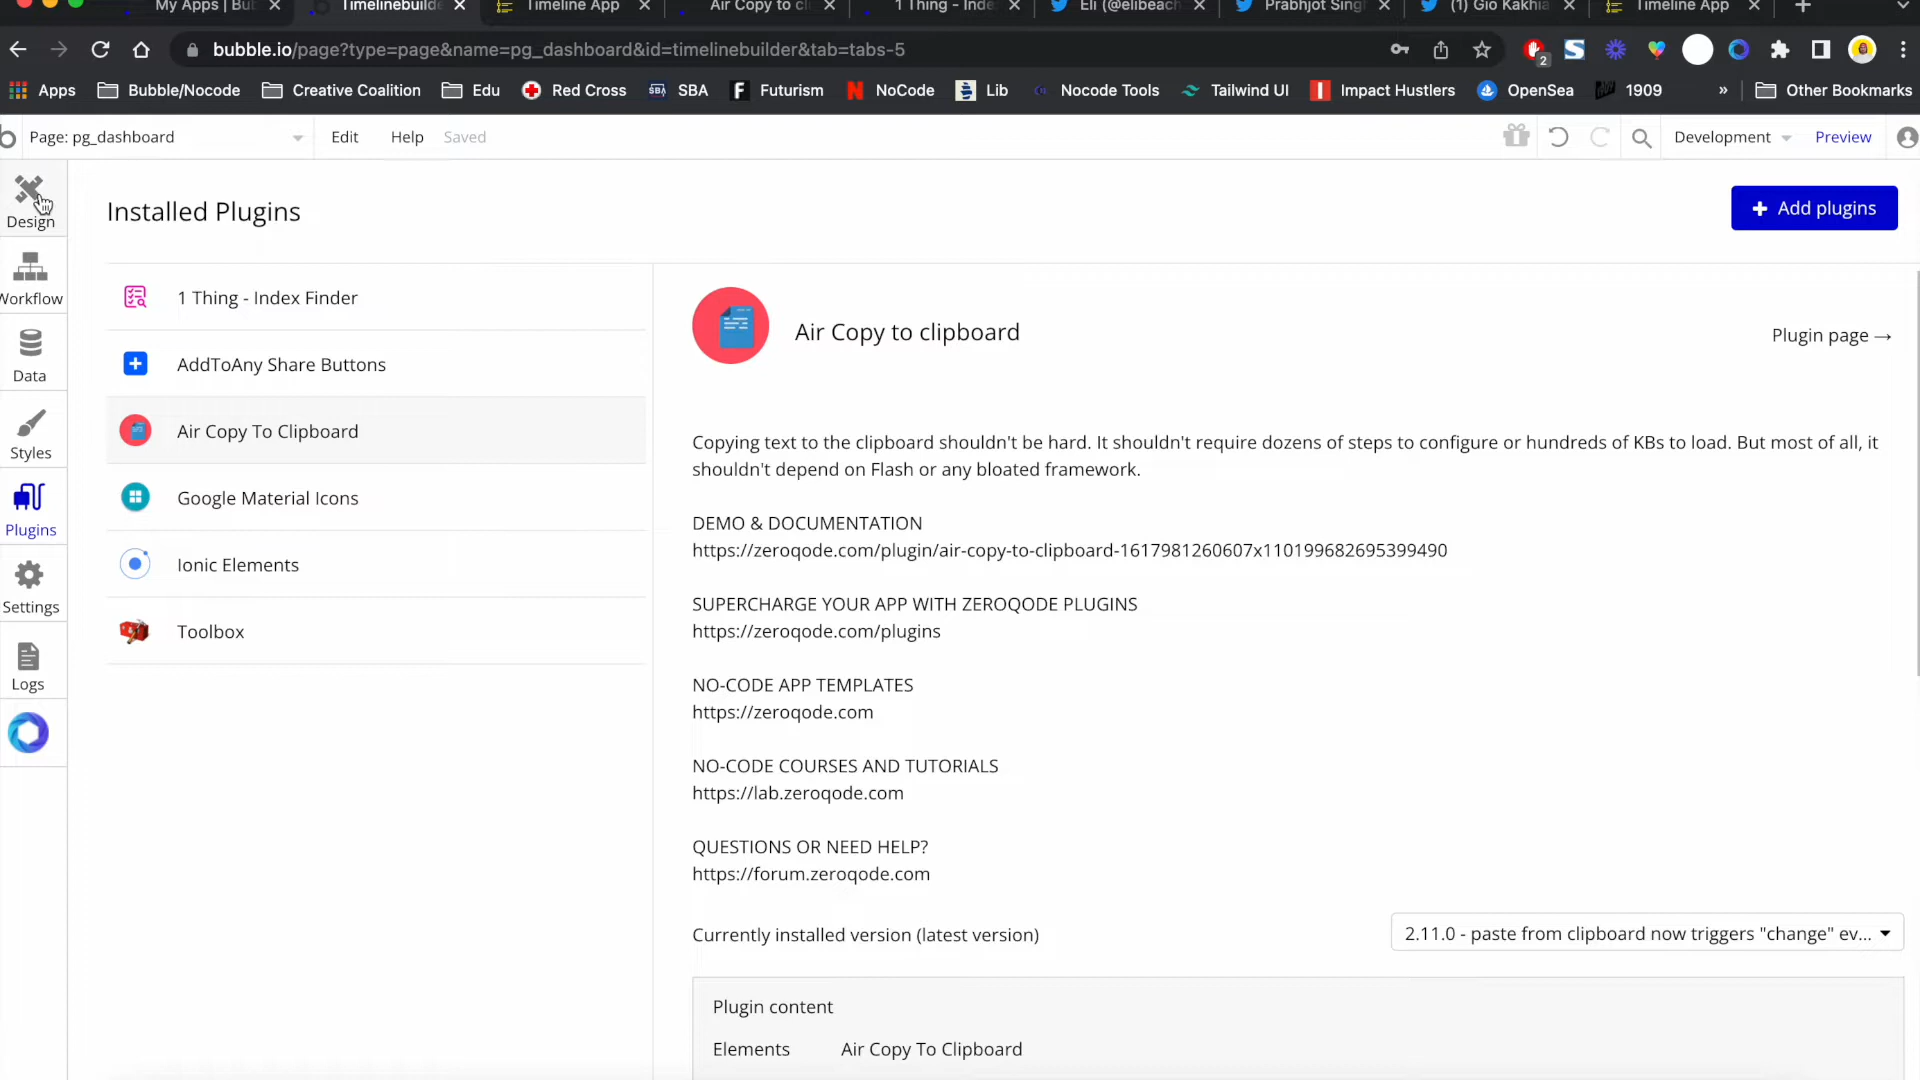 My Apps | Bub
Timelinebuilde
Timeline App
Air Copy to cl
1 Thing - Inde
Eli (@elibeach
Prabhjot Singh
(1) Gio Kakhia
Timeline App
bubble.io/page?type=page&name=pg_dashboard&id=timelinebuilder&tab=tabs-5
2
Apps Bubble/Nocode Creative Coalition Edu Red Cross SBA Futurism NoCode Lib Nocode Tools Tailwind UI Impact Hustlers OpenSea 1909 » Other Bookmarks
Page: pg_dashboard Edit Help Saved Development Preview
Design
Workflow
Data
Styles
Plugins
Settings
Logs
Installed Plugins
+ Add plugins
1 Thing - Index Finder
AddToAny Share Buttons
Air Copy To Clipboard
Google Material Icons
Ionic Elements
Toolbox
Air Copy to clipboard
Plugin page →
Copying text to the clipboard shouldn't be hard. It shouldn't require dozens of steps to configure or hundreds of KBs to load. But most of all, it
shouldn't depend on Flash or any bloated framework.
DEMO & DOCUMENTATION
https://zeroqode.com/plugin/air-copy-to-clipboard-1617981260607x110199682695399490
SUPERCHARGE YOUR APP WITH ZEROQODE PLUGINS
https://zeroqode.com/plugins
NO-CODE APP TEMPLATES
https://zeroqode.com
NO-CODE COURSES AND TUTORIALS
https://lab.zeroqode.com
QUESTIONS OR NEED HELP?
https://forum.zeroqode.com
Currently installed version (latest version)
2.11.0 - paste from clipboard now triggers "change" ev...
Plugin content
Elements Air Copy To Clipboard